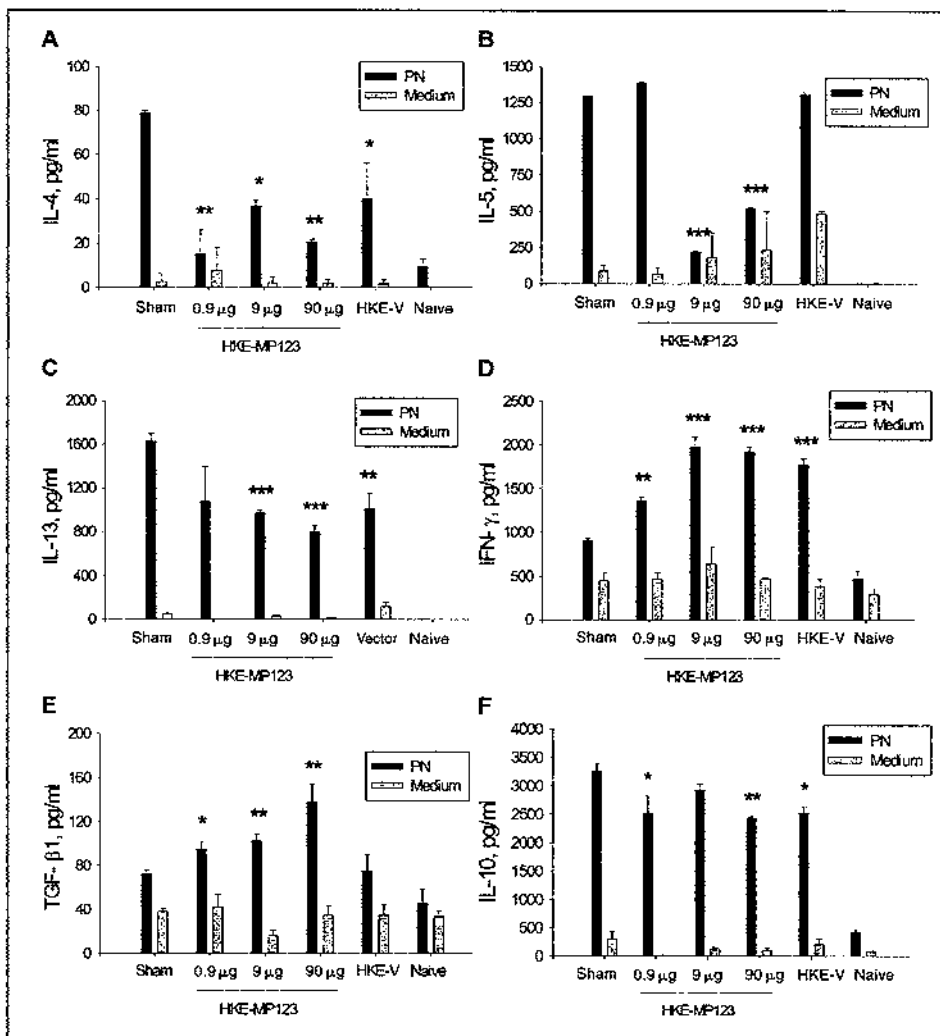 A
100
80
60
40
20
0
IL-4, pg/ml
PN
Medium
**
*
**
*
Sham 0.9 µg 9 µg 90 µg HKE-V Naive
HKE-MP123
B
1500
1250
1000
750
500
250
0
IL-5, pg/ml
PN
Medium
***
***
Sham 0.9 µg 9 µg 90 µg HKE-V Naive
HKE-MP123
C
2000
1600
1200
800
400
0
IL-13, pg/ml
PN
Medium
***
***
**
Sham 0.9 µg 9 µg 90 µg Vector Naive
HKE-MP123
D
2500
2000
1500
1000
500
0
IFN-γ, pg/ml
PN
Medium
**
***
***
***
Sham 0.9 µg 9 µg 90 µg HKE-V Naive
HKE-MP123
E
200
160
120
80
40
0
TGF-β1, pg/ml
PN
Medium
*
**
**
Sham 0.9 µg 9 µg 90 µg HKE-V Naive
HKE-MP123
F
4000
3500
3000
2500
2000
500
0
IL-10, pg/ml
PN
Medium
*
**
*
Sham 0.9 µg 9 µg 90 µg HKE-V Naive
HKE-MP123